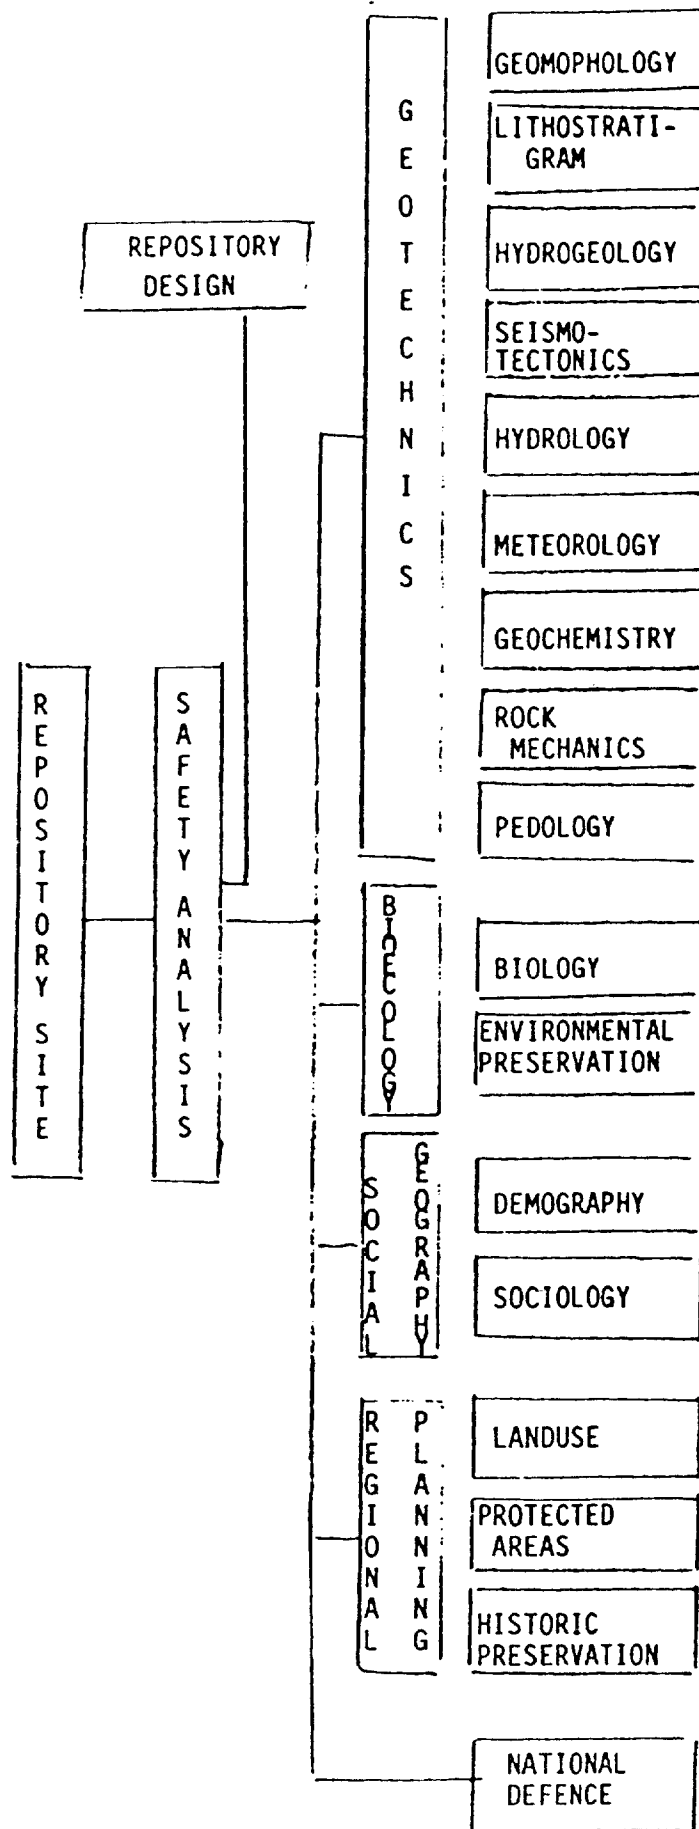 REPOSITORY
DESIGN
REPOSITORY SITE
SAFETY ANALYSIS
GEOTECHNICS
GEOMOPHOLOGY
LITHOSTRATI-
GRAM
HYDROGEOLOGY
SEISMO-
TECTONICS
HYDROLOGY
METEOROLOGY
GEOCHEMISTRY
ROCK
MECHANICS
PEDOLOGY
BIOECOLOGY
BIOLOGY
ENVIRONMENTAL
PRESERVATION
SOCIAL
GEOGRAPHY
DEMOGRAPHY
SOCIOLOGY
REGIONAL
PLANNING
LANDUSE
PROTECTED
AREAS
HISTORIC
PRESERVATION
NATIONAL
DEFENCE